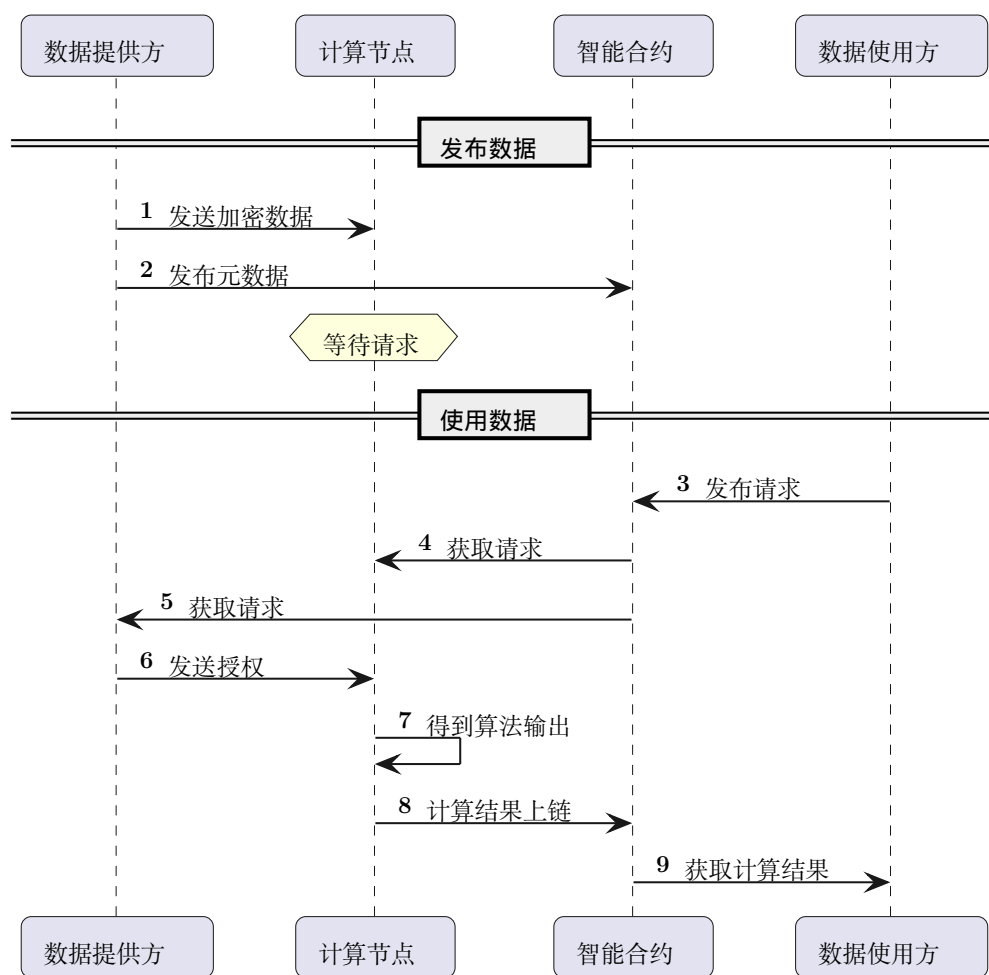 数据提供方
计算节点
智能合约
数据使用方
发布数据
1 发送加密数据
2 发布元数据
等待请求
使用数据
3 发布请求
4 获取请求
5 获取请求
6 发送授权
7 得到算法输出
8 计算结果上链
9 获取计算结果
数据提供方
计算节点
智能合约
数据使用方